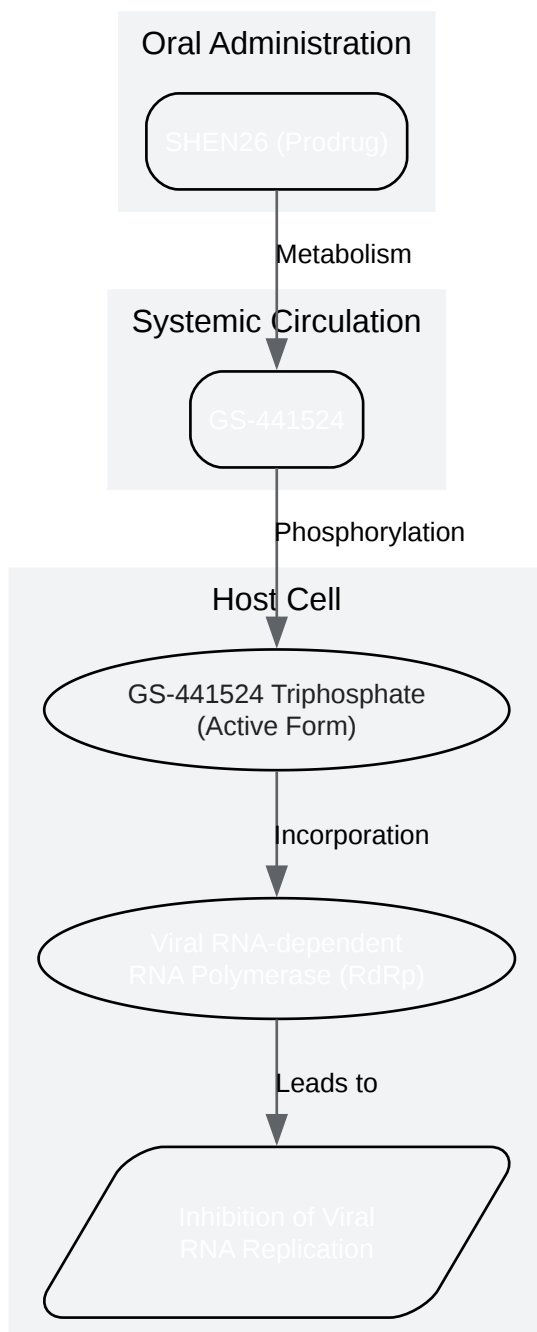 Oral Administration
SHEN26 (Prodrug)
Metabolism
Systemic Circulation
GS-441524
Phosphorylation
Host Cell
GS-441524 Triphosphate
(Active Form)
Incorporation
Viral RNA-dependent
RNA Polymerase (RdRp)
Leads to
Inhibition of Viral
RNA Replication